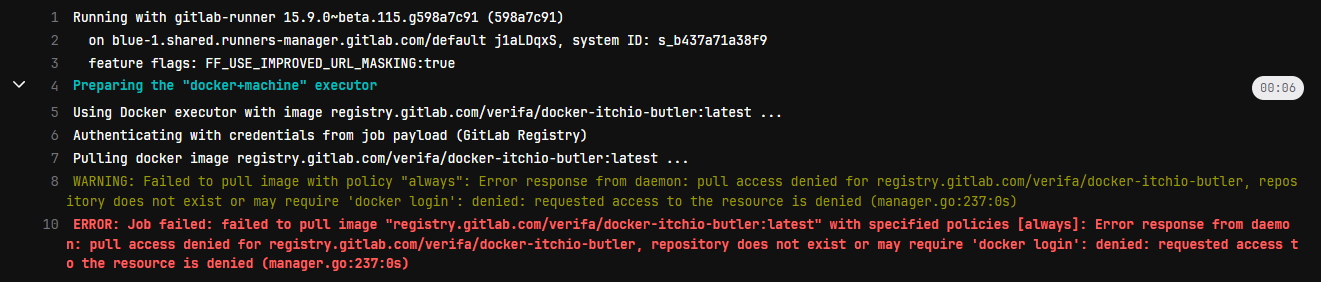 1 Running with gitlab-runner 15.9.0~beta.115.g598a7c91 (598a7c91)
2 on blue-1.shared.runners-manager.gitlab.com/default j1aLDqxS, system ID: s_b437a71a38f9
3 feature flags: FF_USE_IMPROVED_URL_MASKING:true
4 Preparing the "docker+machine" executor 00:06
5 Using Docker executor with image registry.gitlab.com/verifa/docker-itchio-butler:latest ...
6 Authenticating with credentials from job payload (GitLab Registry)
7 Pulling docker image registry.gitlab.com/verifa/docker-itchio-butler:latest ...
8 WARNING: Failed to pull image with policy "always": Error response from daemon: pull access denied for registry.gitlab.com/verifa/docker-itchio-butler, repos
itory does not exist or may require 'docker login': denied: requested access to the resource is denied (manager.go:237:0s)
10 ERROR: Job failed: failed to pull image "registry.gitlab.com/verifa/docker-itchio-butler:latest" with specified policies [always]: Error response from daemo
n: pull access denied for registry.gitlab.com/verifa/docker-itchio-butler, repository does not exist or may require 'docker login': denied: requested access t
o the resource is denied (manager.go:237:0s)